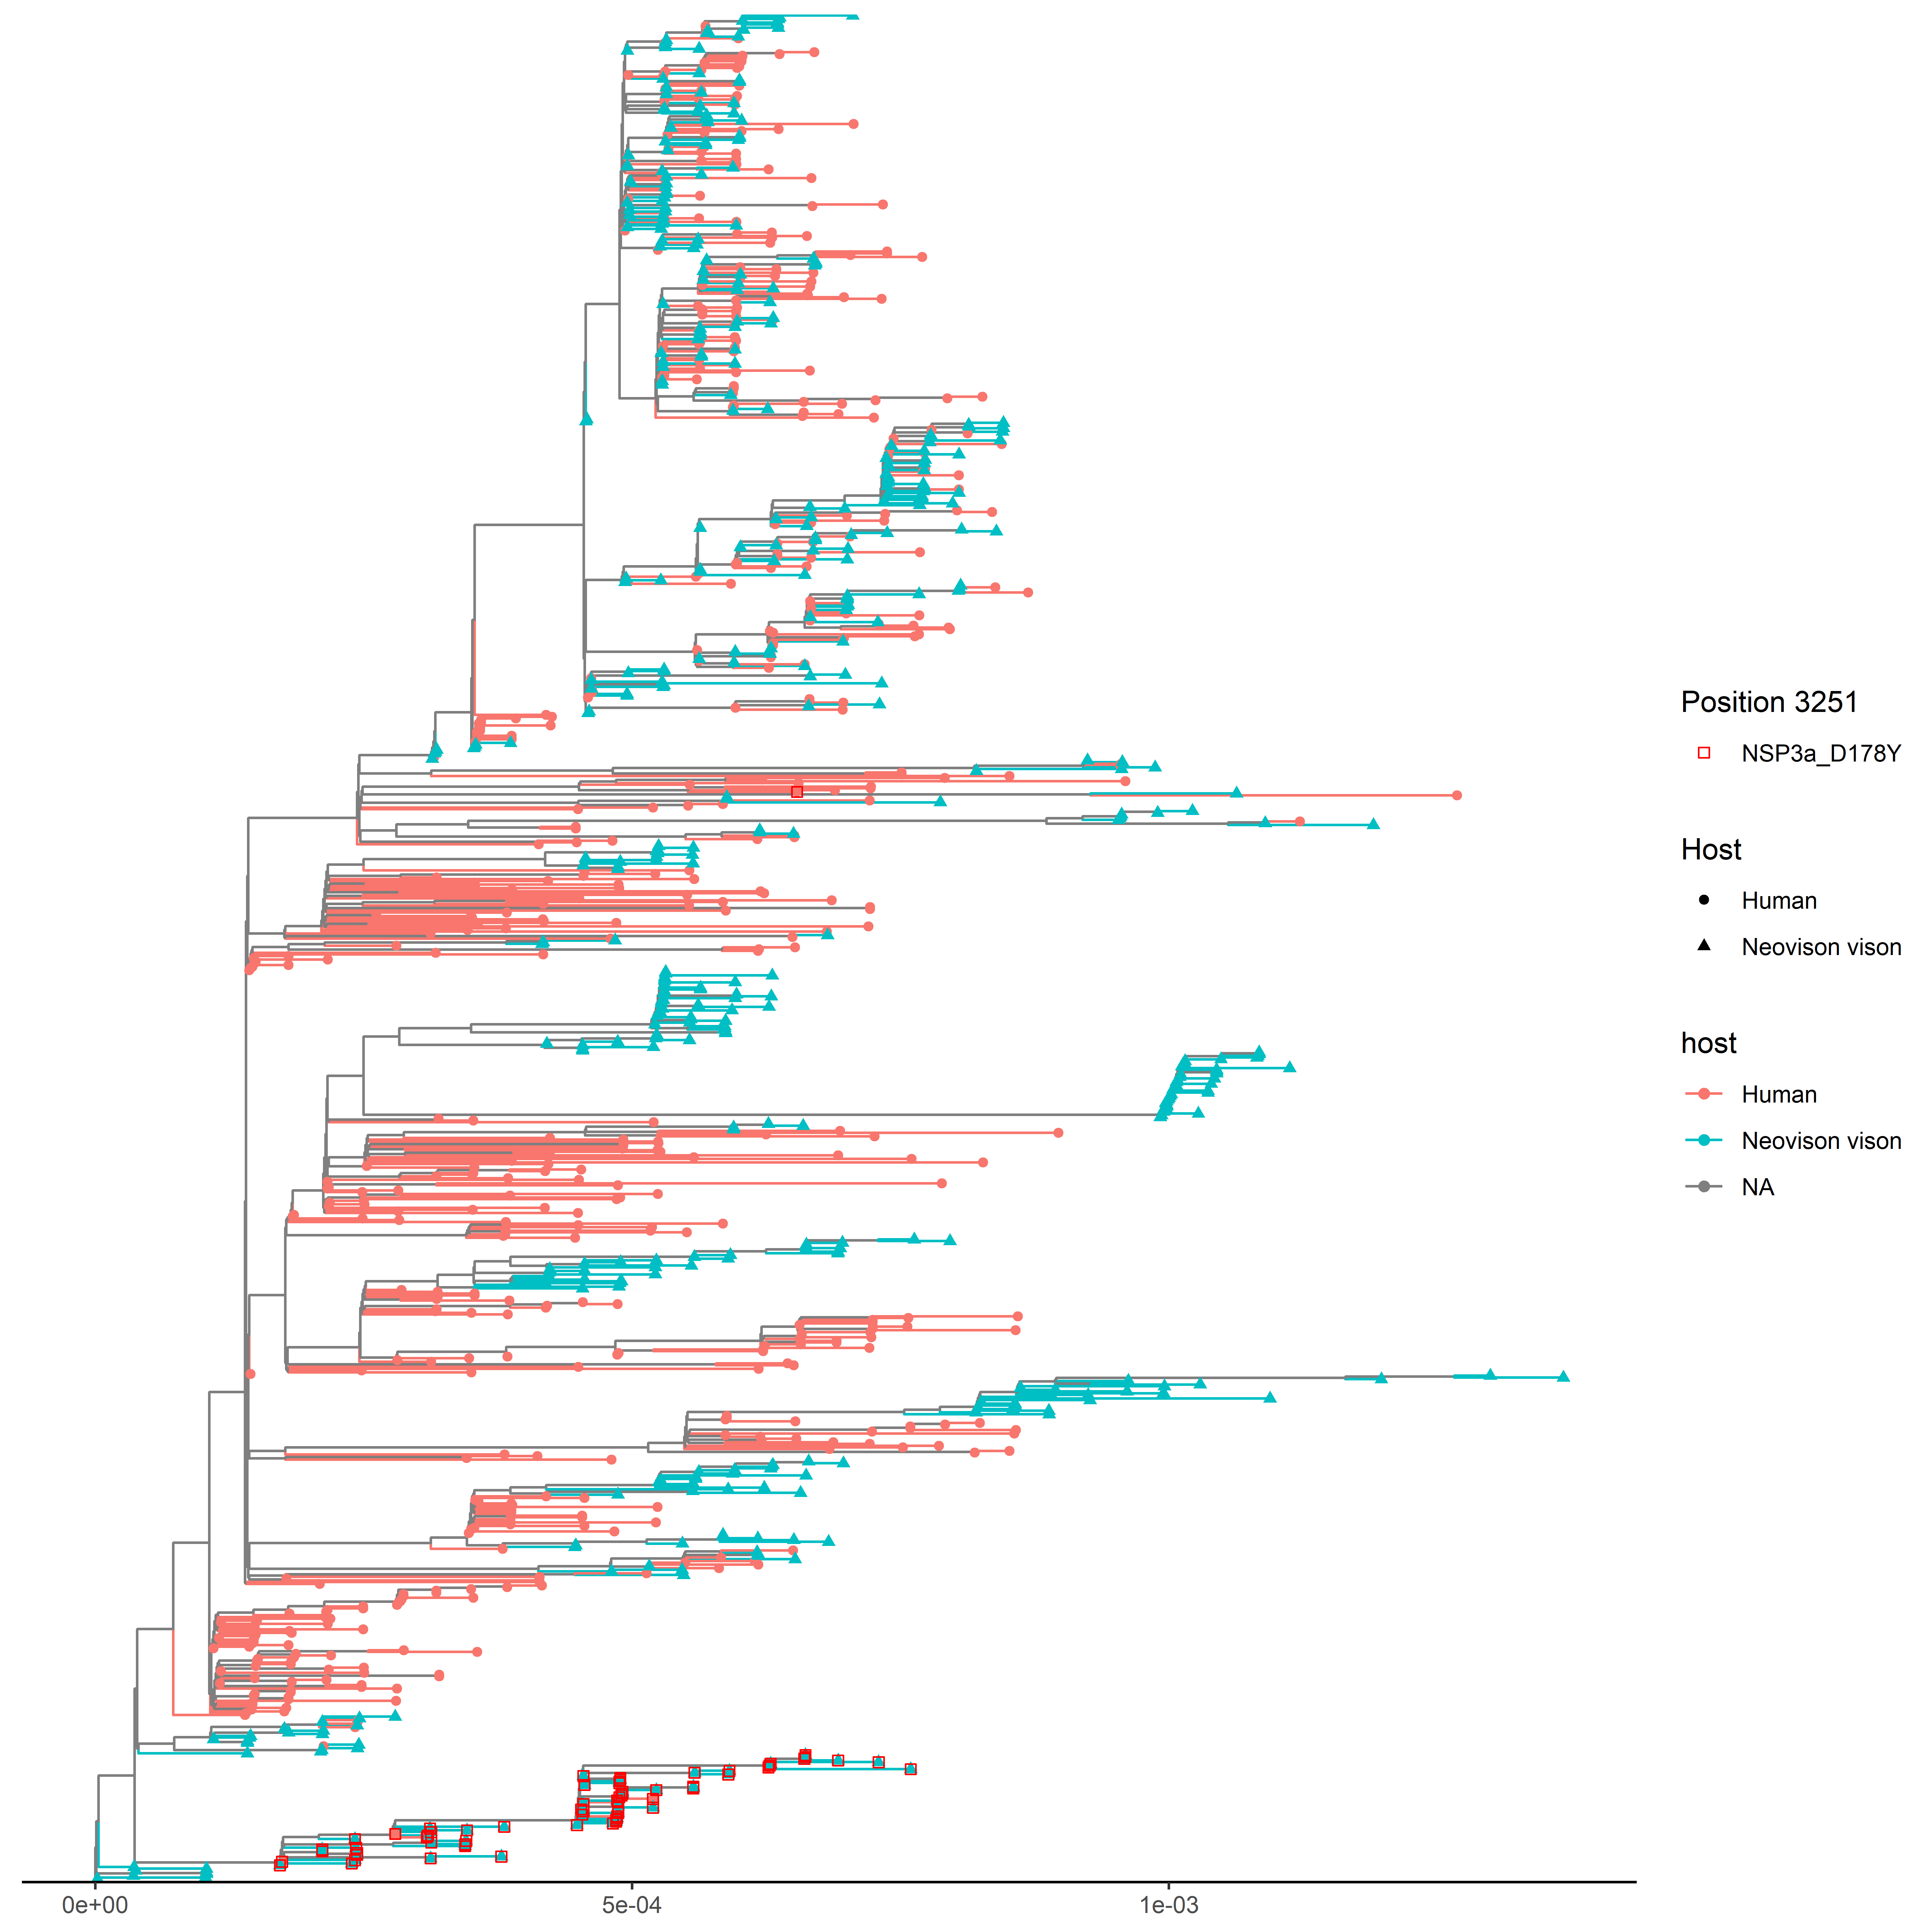 Position 3251
NSP3a_D178Y
Host
Human
Neovison vison
host
Human
Neovison vison
NA
0e+00
5e-04
1e-03